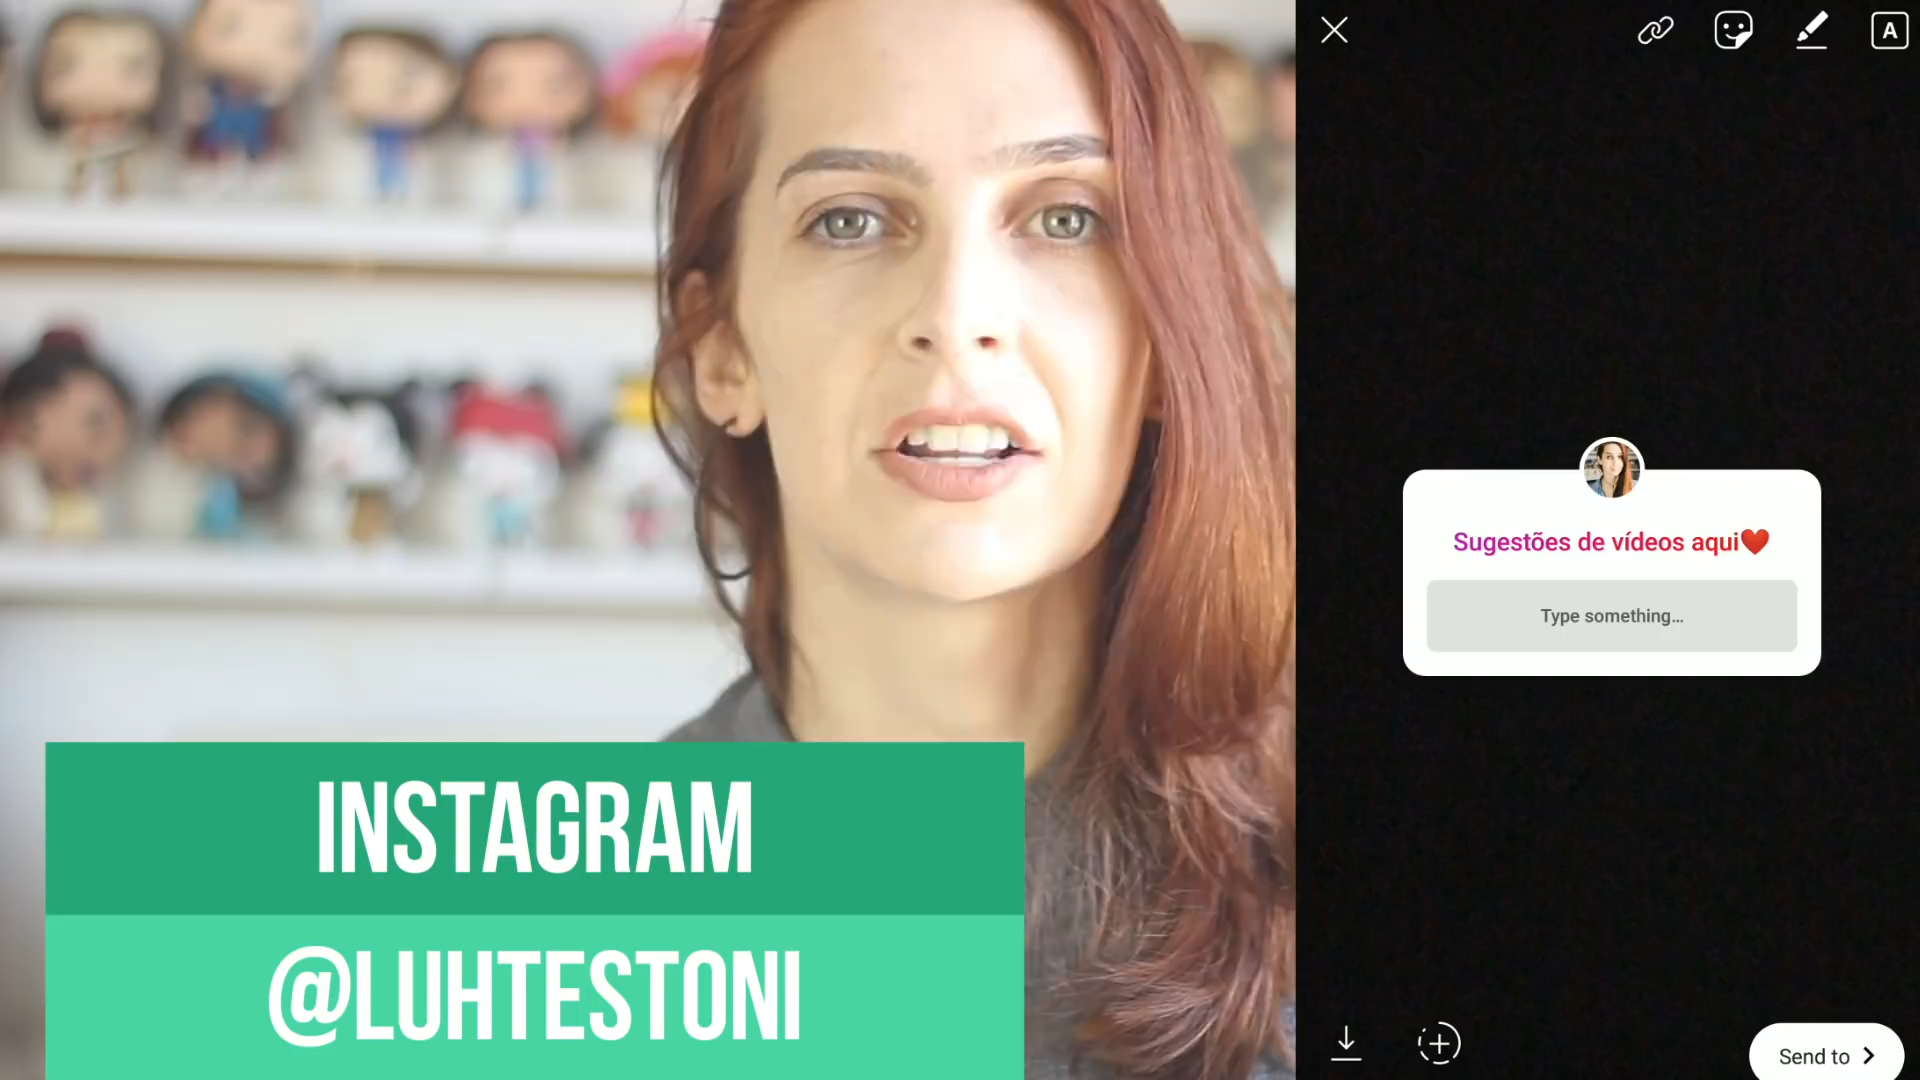 INSTAGRAM
@LUHTESTONI
A
Sugestões de vídeos aqui❤️
Type something...
Send to